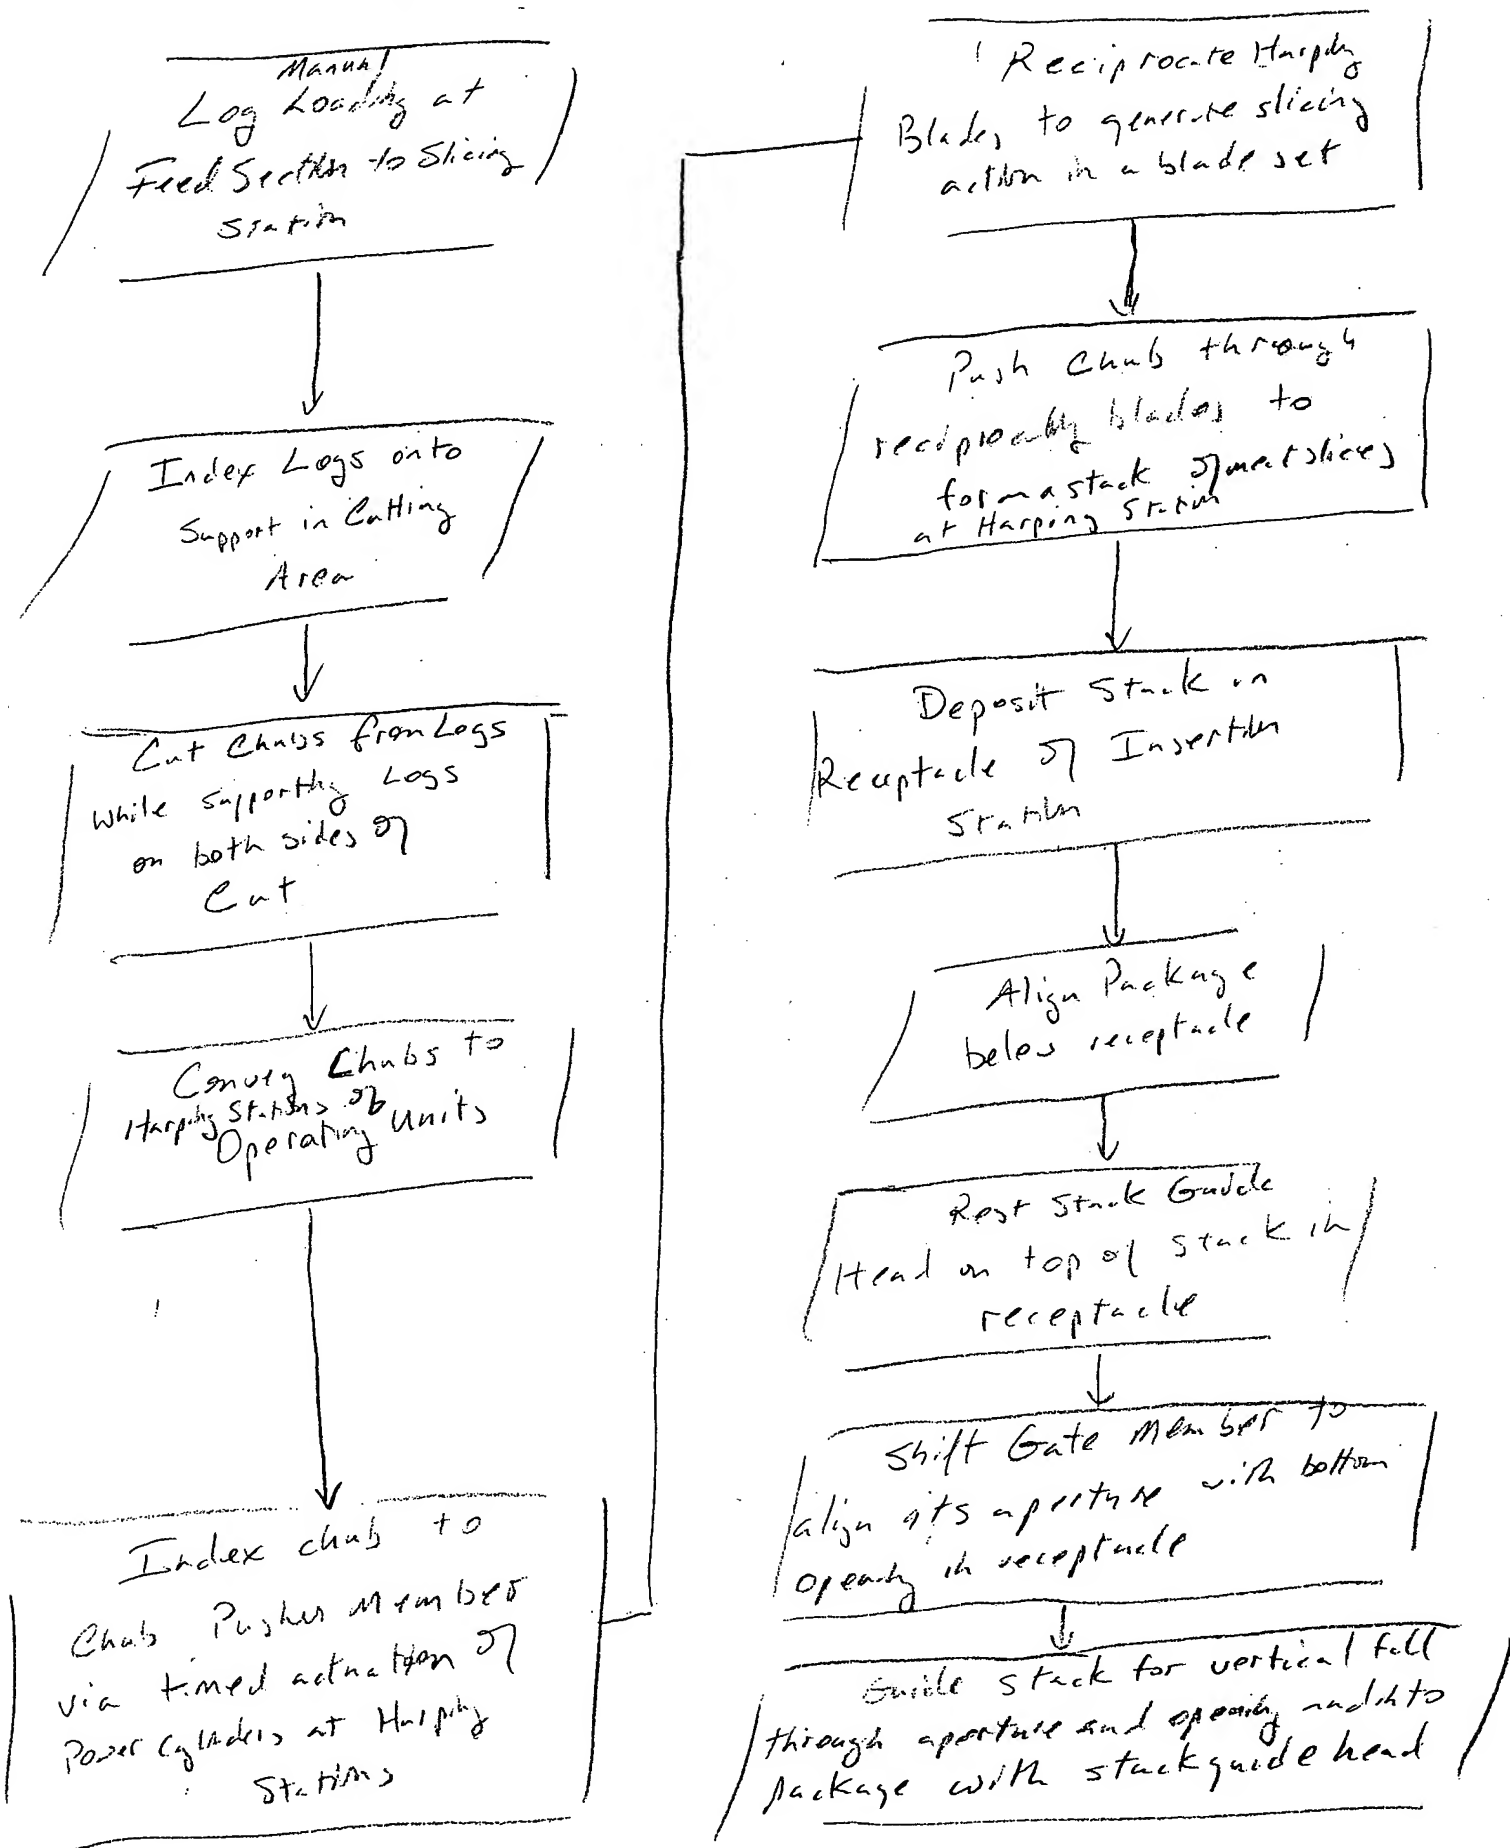 Manual
Log Loading at
Feed Section to Slicing
Station
Index Logs onto
Support in Cutting
Area
Cut Chubs from Logs
while supporting Logs
on both sides of
Cut
Convey Chubs to
Harping Stations of
Operating Units
Index chub to
Chub Pusher Member
via timed actuation of
Power Cylinders at Harping
Stations
Reciprocate Harping
Blades to generate slicing
action in a blade set
Push Chub through
reciprocating blades to
form a stack of meat slices
at Harping Station
Deposit Stack in
Receptacle of Insertion
Station
Align Package
below receptacle
Rest Stack Guide
Head on top of stack in
receptacle
Shift Gate Member to
align its aperture with bottom
opening in receptacle
Guide stack for vertical fall
through aperture and opening and into
package with stack guide head